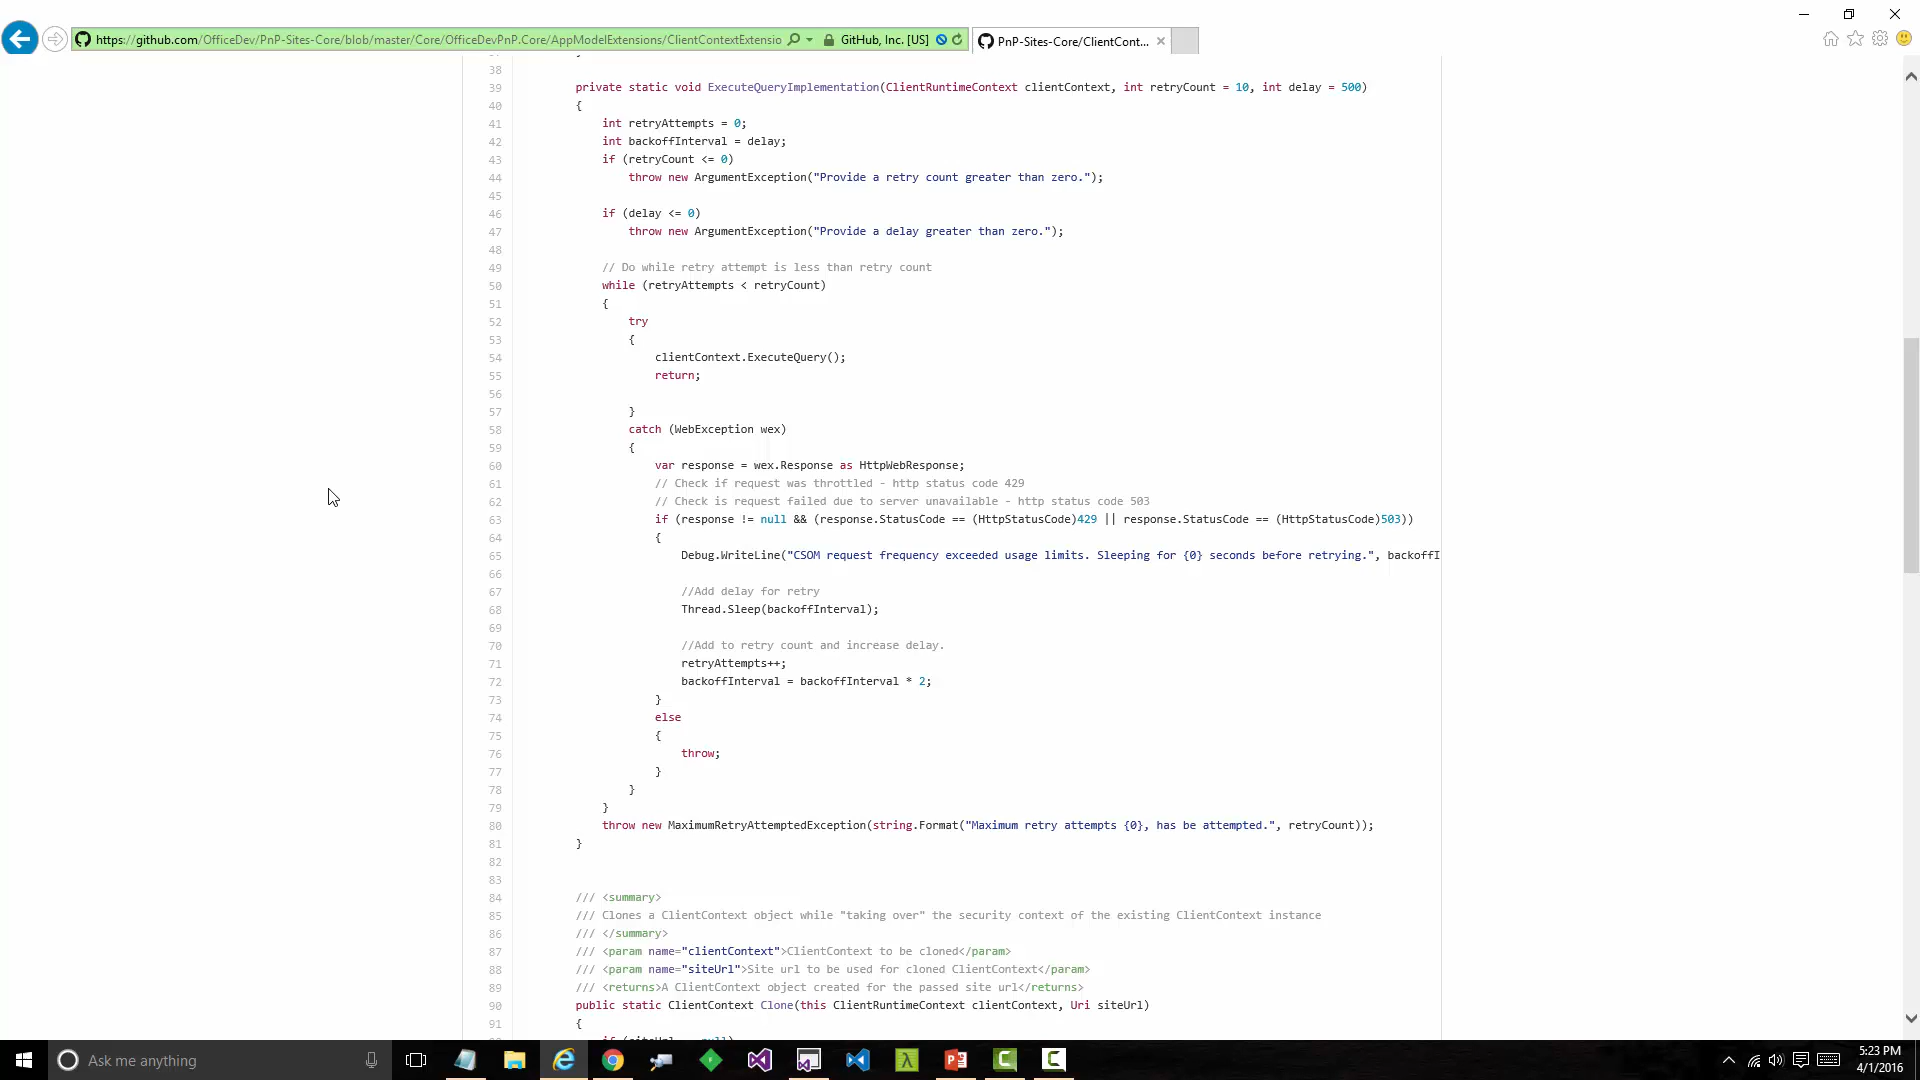 https://github.com/OfficeDev/PnP-Sites-Core/blob/master/Core/OfficeDevPnP.Core/AppModelExtensions/ClientContextExtensio
GitHub, Inc. [US]
PnP-Sites-Core/ClientCont...
38
39 private static void ExecuteQueryImplementation(ClientRuntimeContext clientContext, int retryCount = 10, int delay = 500)
40 {
41 int retryAttempts = 0;
42 int backoffInterval = delay;
43 if (retryCount <= 0)
44 throw new ArgumentException("Provide a retry count greater than zero.");
45
46 if (delay <= 0)
47 throw new ArgumentException("Provide a delay greater than zero.");
48
49 // Do while retry attempt is less than retry count
50 while (retryAttempts < retryCount)
51 {
52 try
53 {
54 clientContext.ExecuteQuery();
55 return;
56
57 }
58 catch (WebException wex)
59 {
60 var response = wex.Response as HttpWebResponse;
61 // Check if request was throttled - http status code 429
62 // Check is request failed due to server unavailable - http status code 503
63 if (response != null && (response.StatusCode == (HttpStatusCode)429 || response.StatusCode == (HttpStatusCode)503))
64 {
65 Debug.WriteLine("CSOM request frequency exceeded usage limits. Sleeping for {0} seconds before retrying.", backoffI
66
67 //Add delay for retry
68 Thread.Sleep(backoffInterval);
69
70 //Add to retry count and increase delay.
71 retryAttempts++;
72 backoffInterval = backoffInterval * 2;
73 }
74 else
75 {
76 throw;
77 }
78 }
79 }
80 throw new MaximumRetryAttemptedException(string.Format("Maximum retry attempts {0}, has be attempted.", retryCount));
81 }
82
83
84 /// <summary>
85 /// Clones a ClientContext object while "taking over" the security context of the existing ClientContext instance
86 /// </summary>
87 /// <param name="clientContext">ClientContext to be cloned</param>
88 /// <param name="siteUrl">Site url to be used for cloned ClientContext</param>
89 /// <returns>A ClientContext object created for the passed site url</returns>
90 public static ClientContext Clone(this ClientRuntimeContext clientContext, Uri siteUrl)
91 {
Ask me anything
5:23 PM
4/1/2016